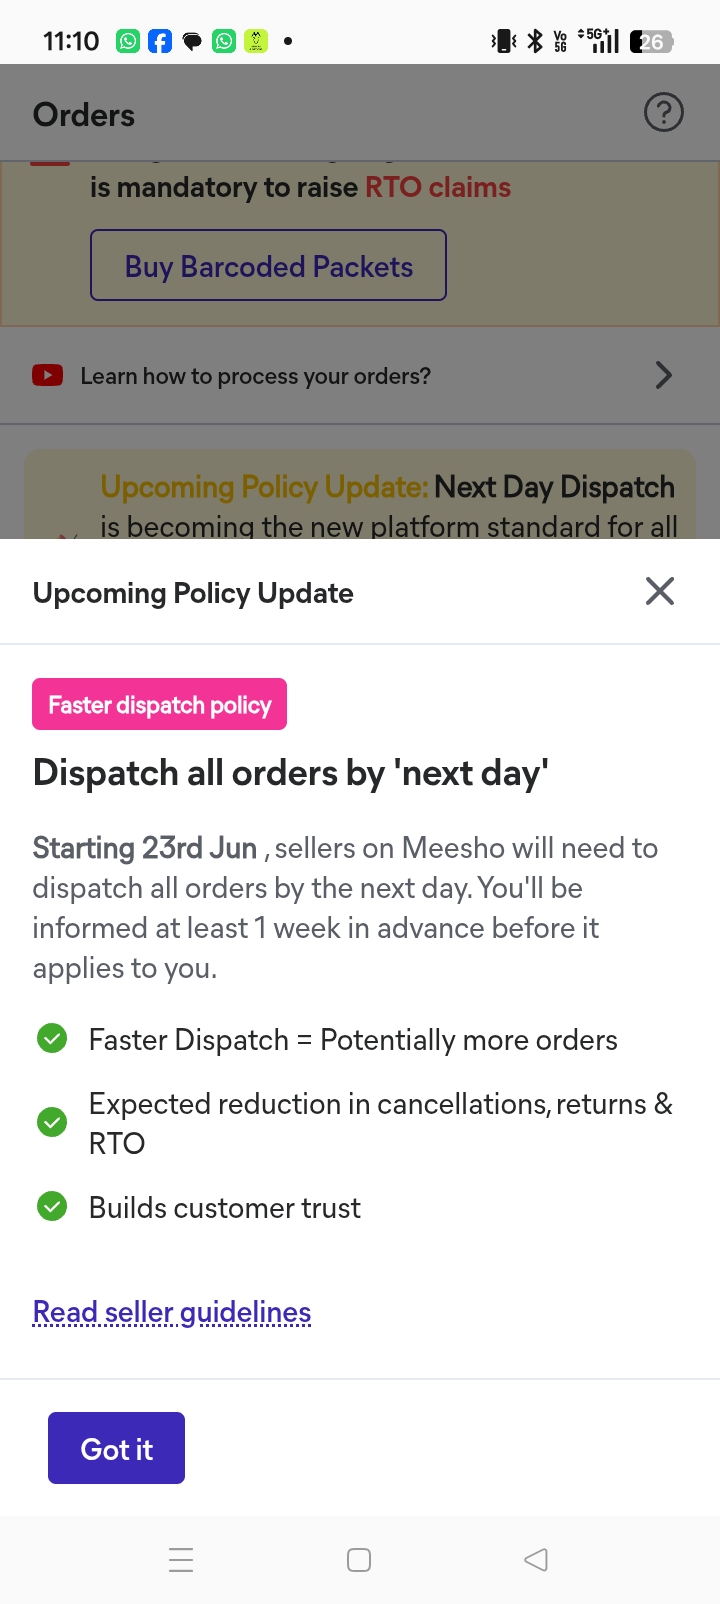 11:10
Vo
5G
5G+
26
Orders
is mandatory to raise RTO claims
Buy Barcoded Packets
Learn how to process your orders?
Upcoming Policy Update: Next Day Dispatch
is becoming the new platform standard for all
Upcoming Policy Update
Faster dispatch policy
Dispatch all orders by 'next day'
Starting 23rd Jun , sellers on Meesho will need to
dispatch all orders by the next day. You'll be
informed at least 1 week in advance before it
applies to you.
Faster Dispatch = Potentially more orders
Expected reduction in cancellations, returns &
RTO
Builds customer trust
Read seller guidelines
Got it